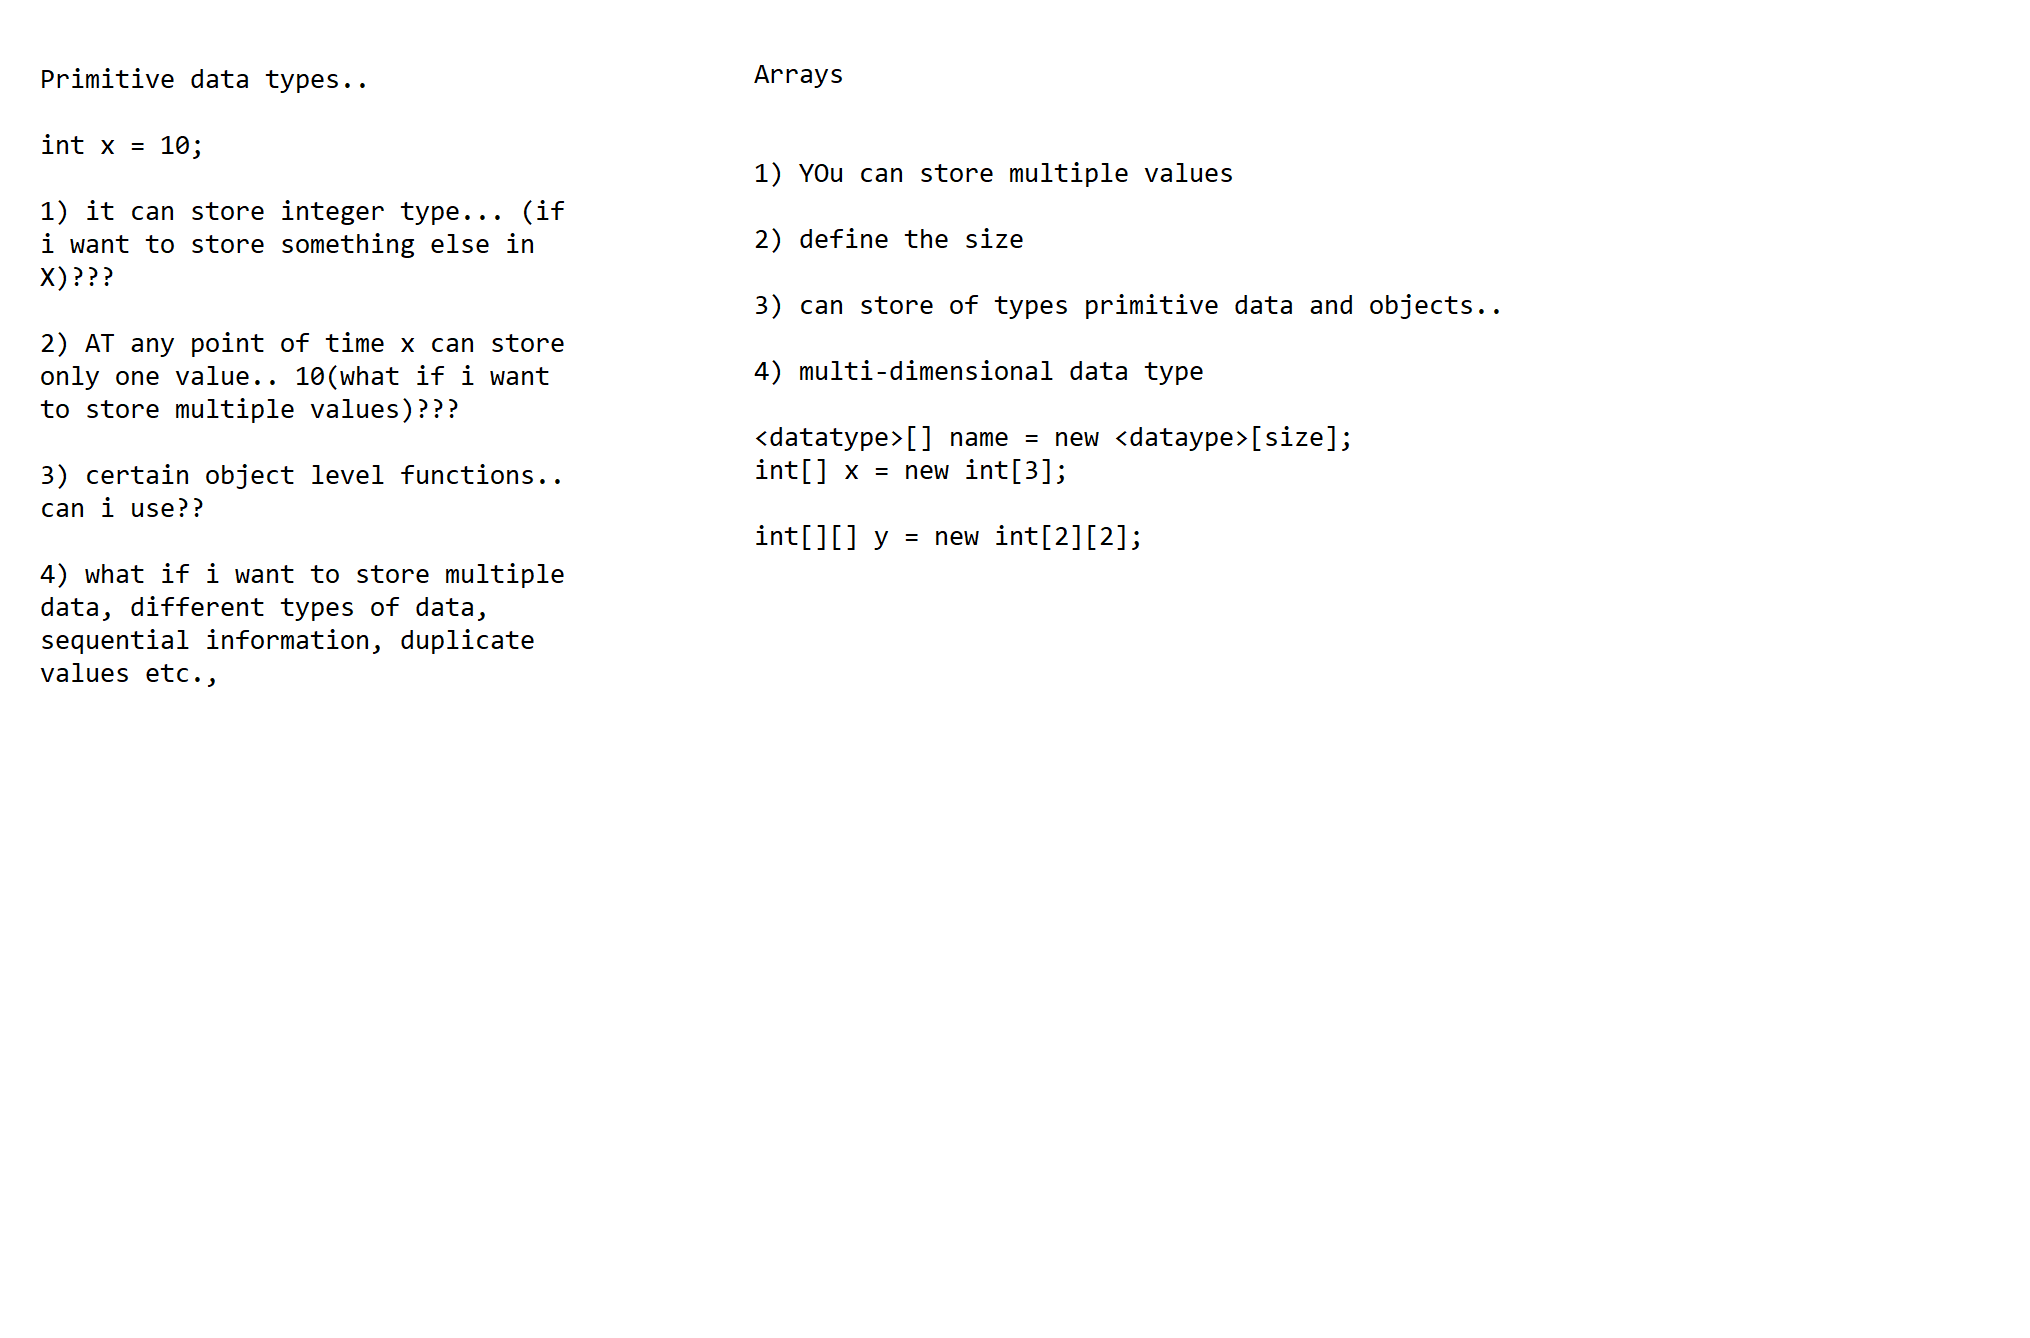 Primitive data types..
int x = 10;
1) it can store integer type... (if
i want to store something else in
X)???
2) AT any point of time x can store
only one value.. 10(what if i want
to store multiple values)???
3) certain object level functions..
can i use??
4) what if i want to store multiple
data, different types of data,
sequential information, duplicate
values etc.,
Arrays
1) YOu can store multiple values
2) define the size
3) can store of types primitive data and objects..
4) multi-dimensional data type
<datatype>[] name = new <dataype>[size];
int[] x = new int[3];
int[][] y = new int[2][2];